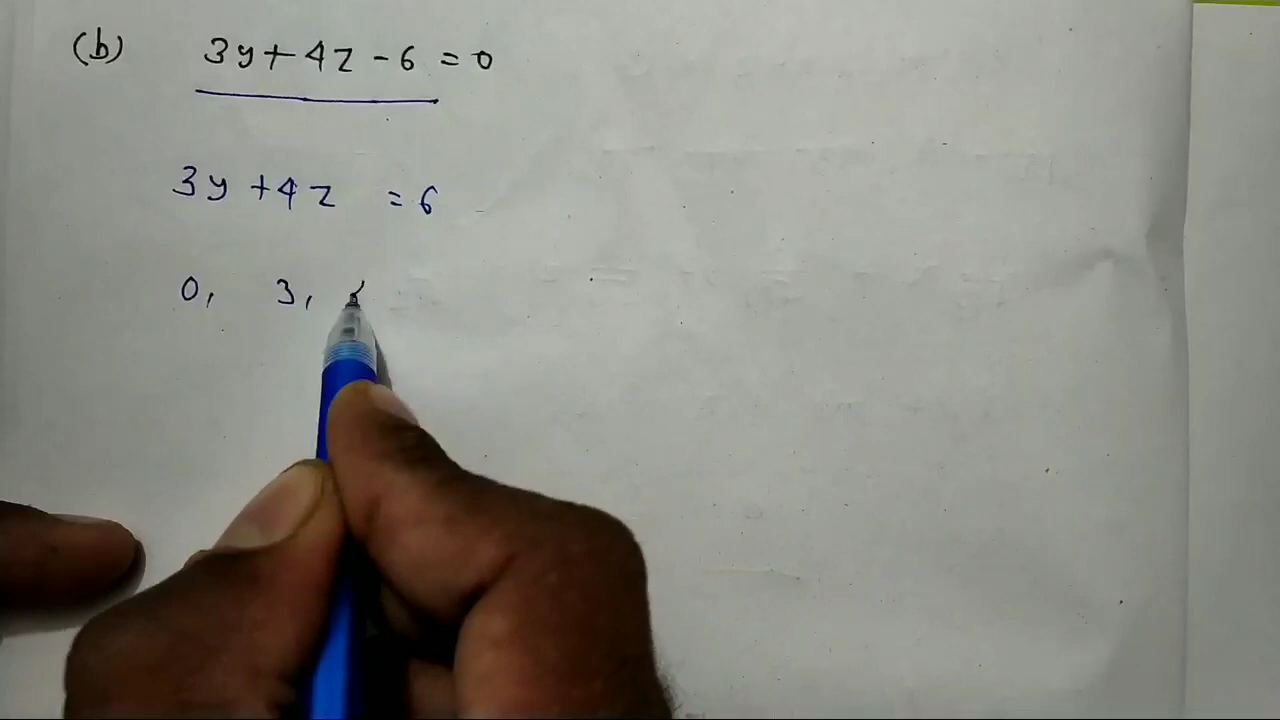 (b) 3y + 4z - 6 = 0
3y + 4z = 6
0, 3,